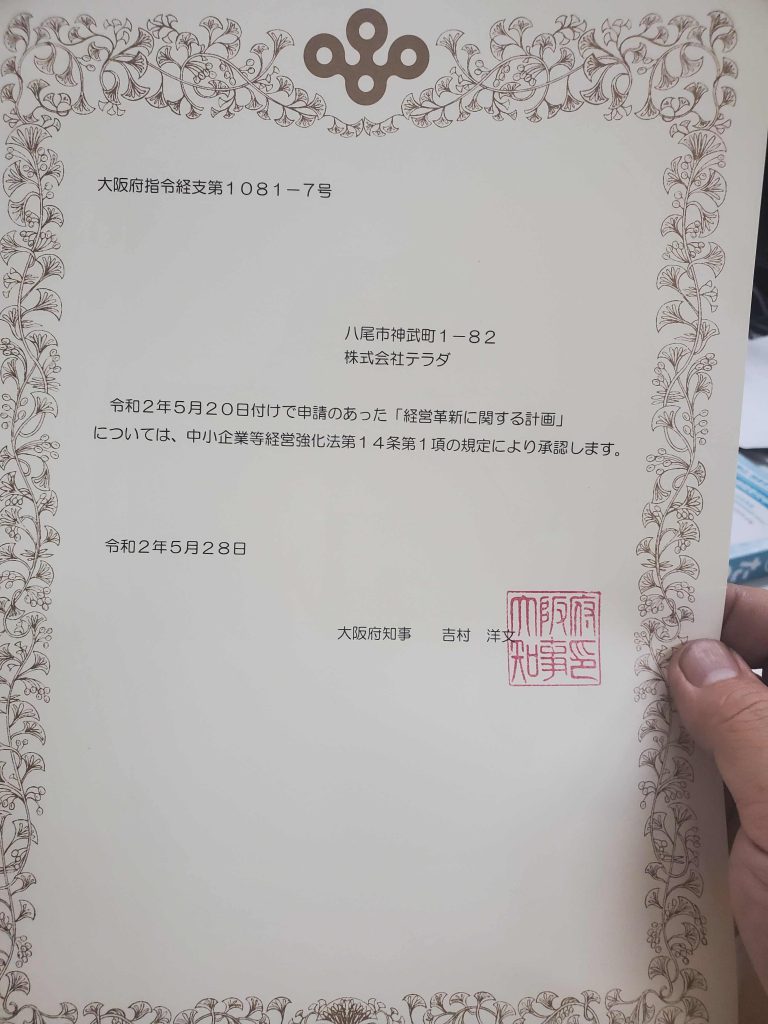 大阪府指令経支第1081−7号
八尾市神武町1−82
株式会社テラダ
令和2年5月20日付けで申請のあった「経営革新に関する計画」
については、中小企業等経営強化法第14条第1項の規定により承認します。
令和2年5月28日
大阪府知事　　吉村　洋文
大阪府
知事印